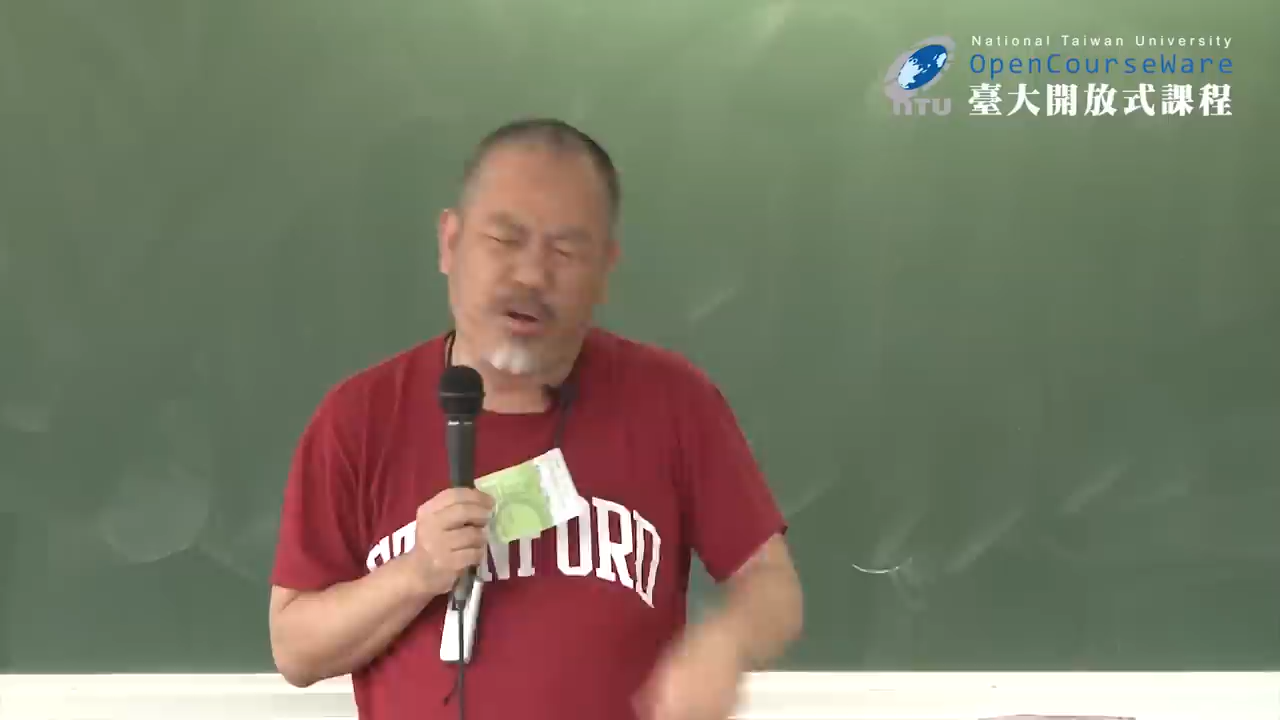 National Taiwan University
OpenCourseWare
NTU 臺大開放式課程